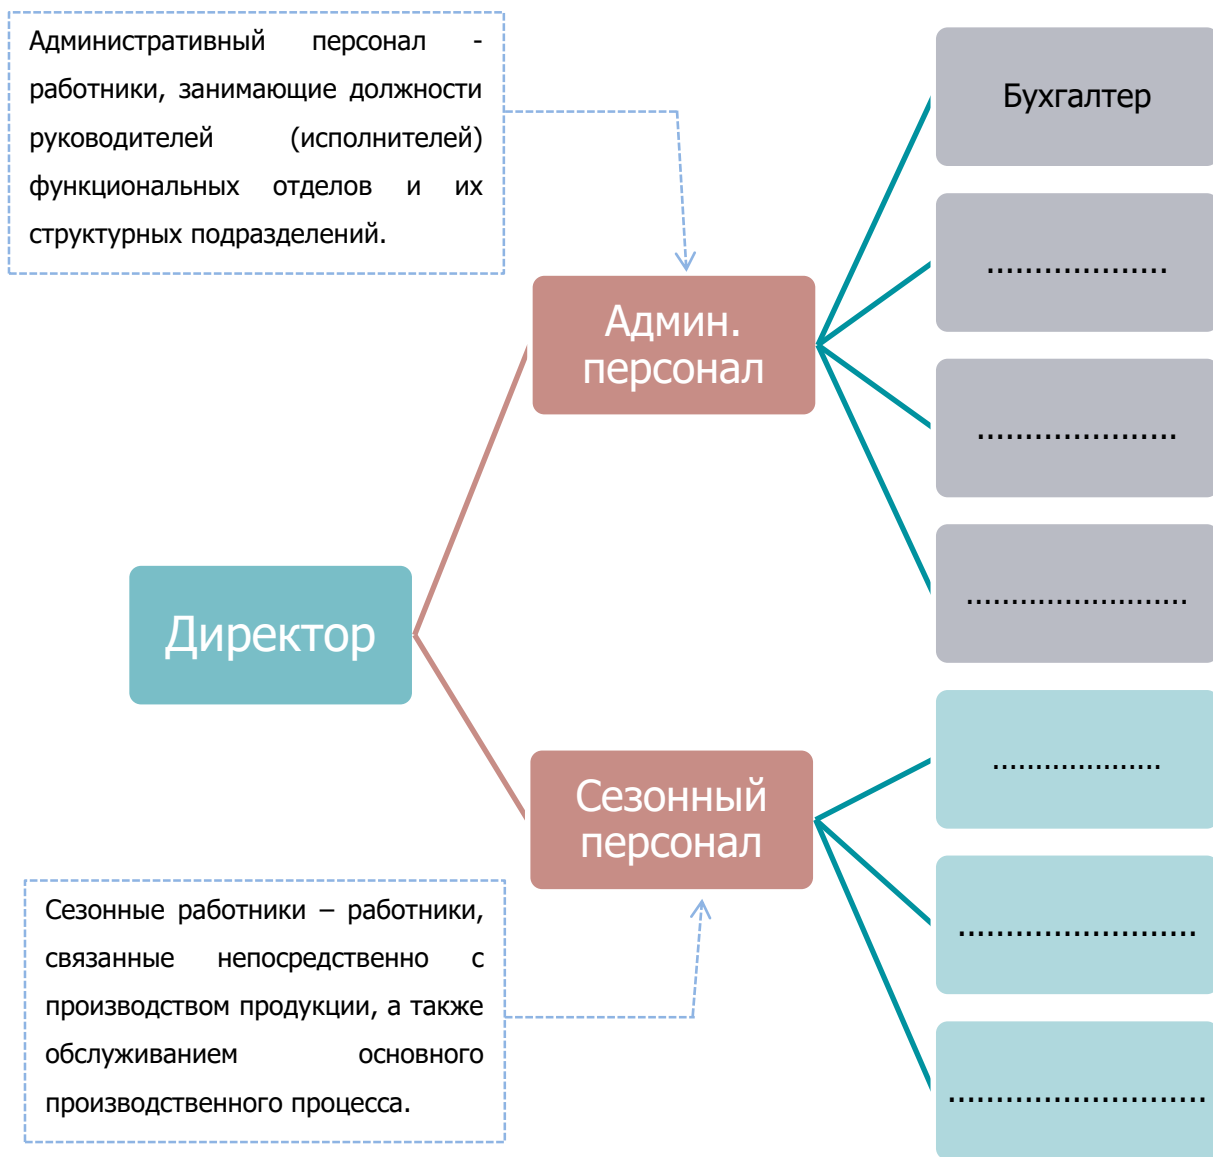 Административный персонал -
работники, занимающие должности
руководителей (исполнителей)
функциональных отделов и их
структурных подразделений.
Бухгалтер
...................
Админ.
персонал
.....................
.........................
Директор
...................
Сезонный
персонал
.........................
Сезонные работники – работники,
связанные непосредственно с
производством продукции, а также
обслуживанием основного
производственного процесса.
...........................